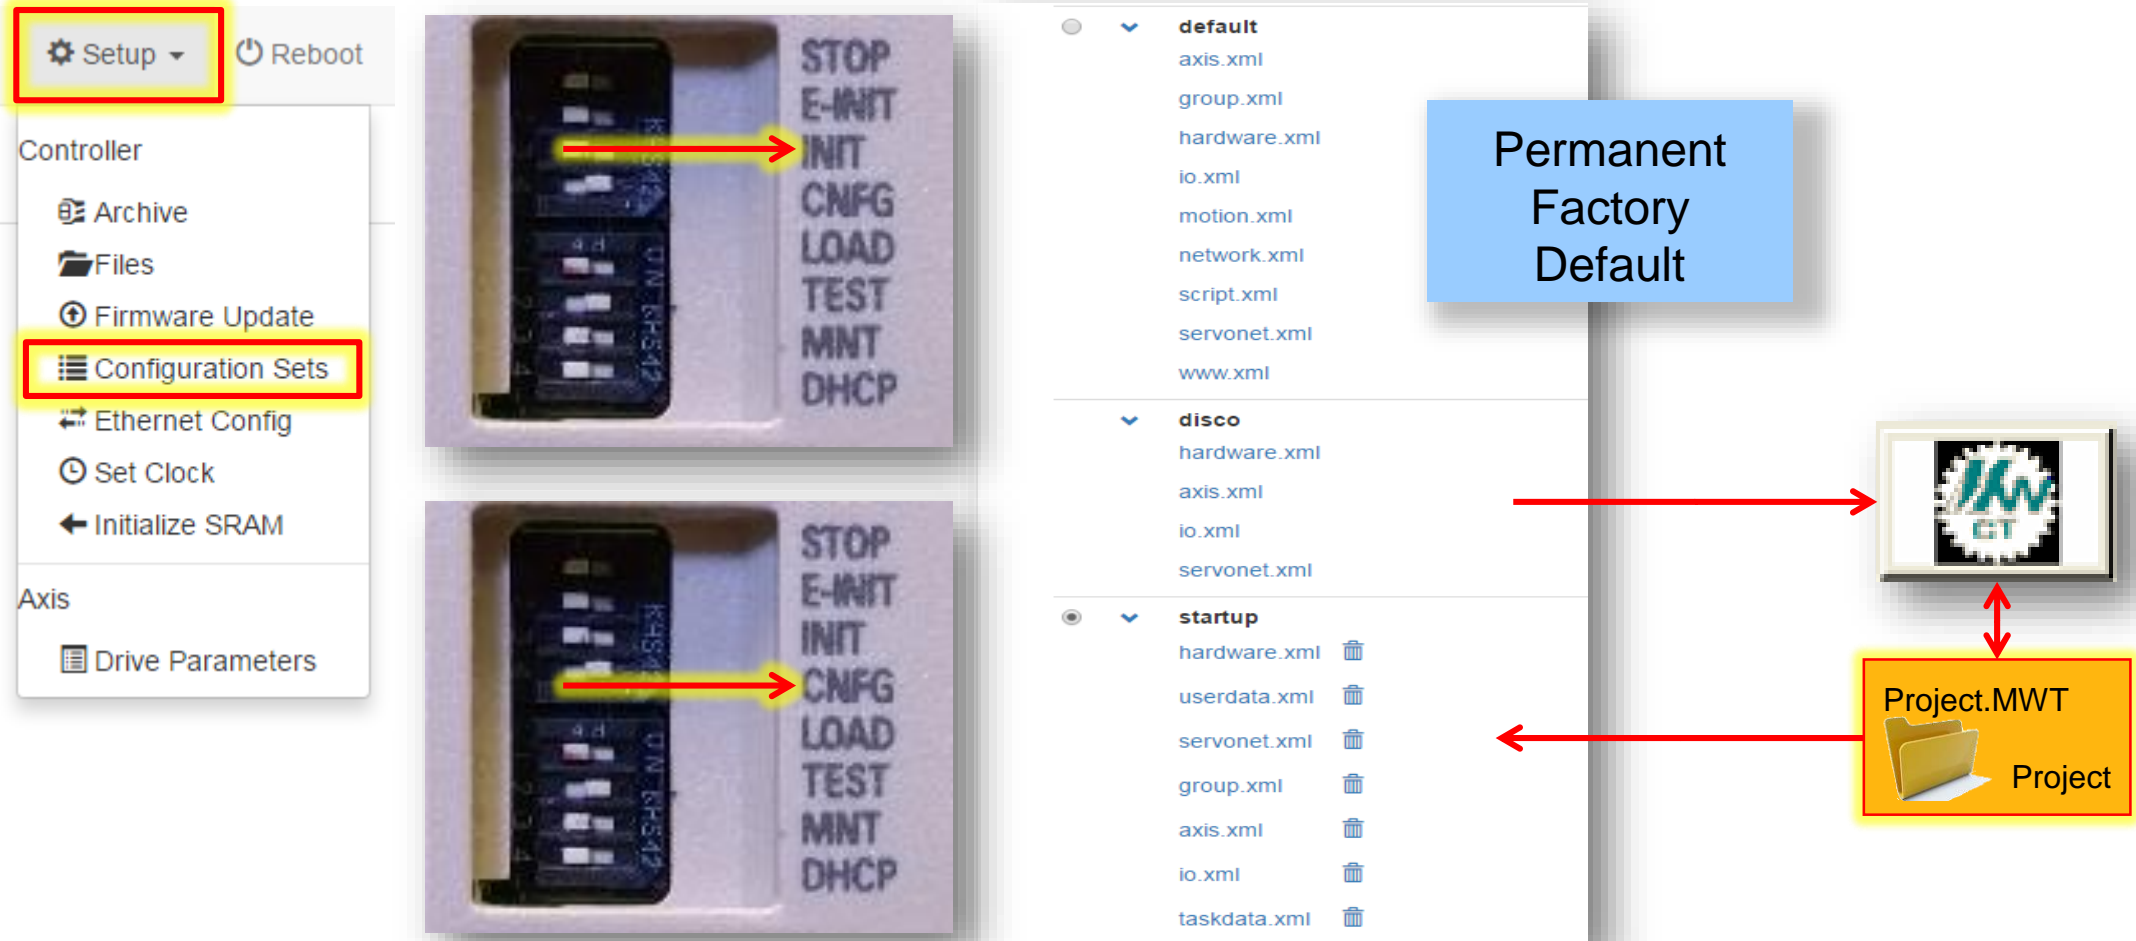 Setup
Reboot
Controller
Archive
Files
Firmware Update
Configuration Sets
Ethernet Config
Set Clock
Initialize SRAM
Axis
Drive Parameters
STOP
E-INIT
INIT
CNFG
LOAD
TEST
MNT
DHCP
STOP
E-INIT
INIT
CNFG
LOAD
TEST
MNT
DHCP
default
axis.xml
group.xml
hardware.xml
io.xml
motion.xml
network.xml
script.xml
servonet.xml
www.xml
disco
hardware.xml
axis.xml
io.xml
servonet.xml
startup
hardware.xml
userdata.xml
servonet.xml
group.xml
axis.xml
io.xml
taskdata.xml
Permanent
Factory
Default
Project.MWT
Project